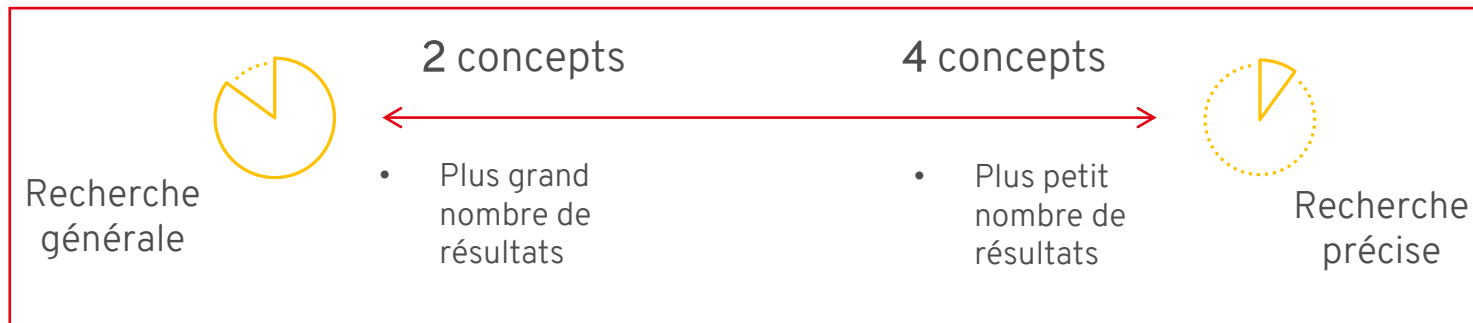 2 concepts
4 concepts
Recherche
générale
• Plus grand
nombre de
résultats
• Plus petit
nombre de
résultats
Recherche
précise